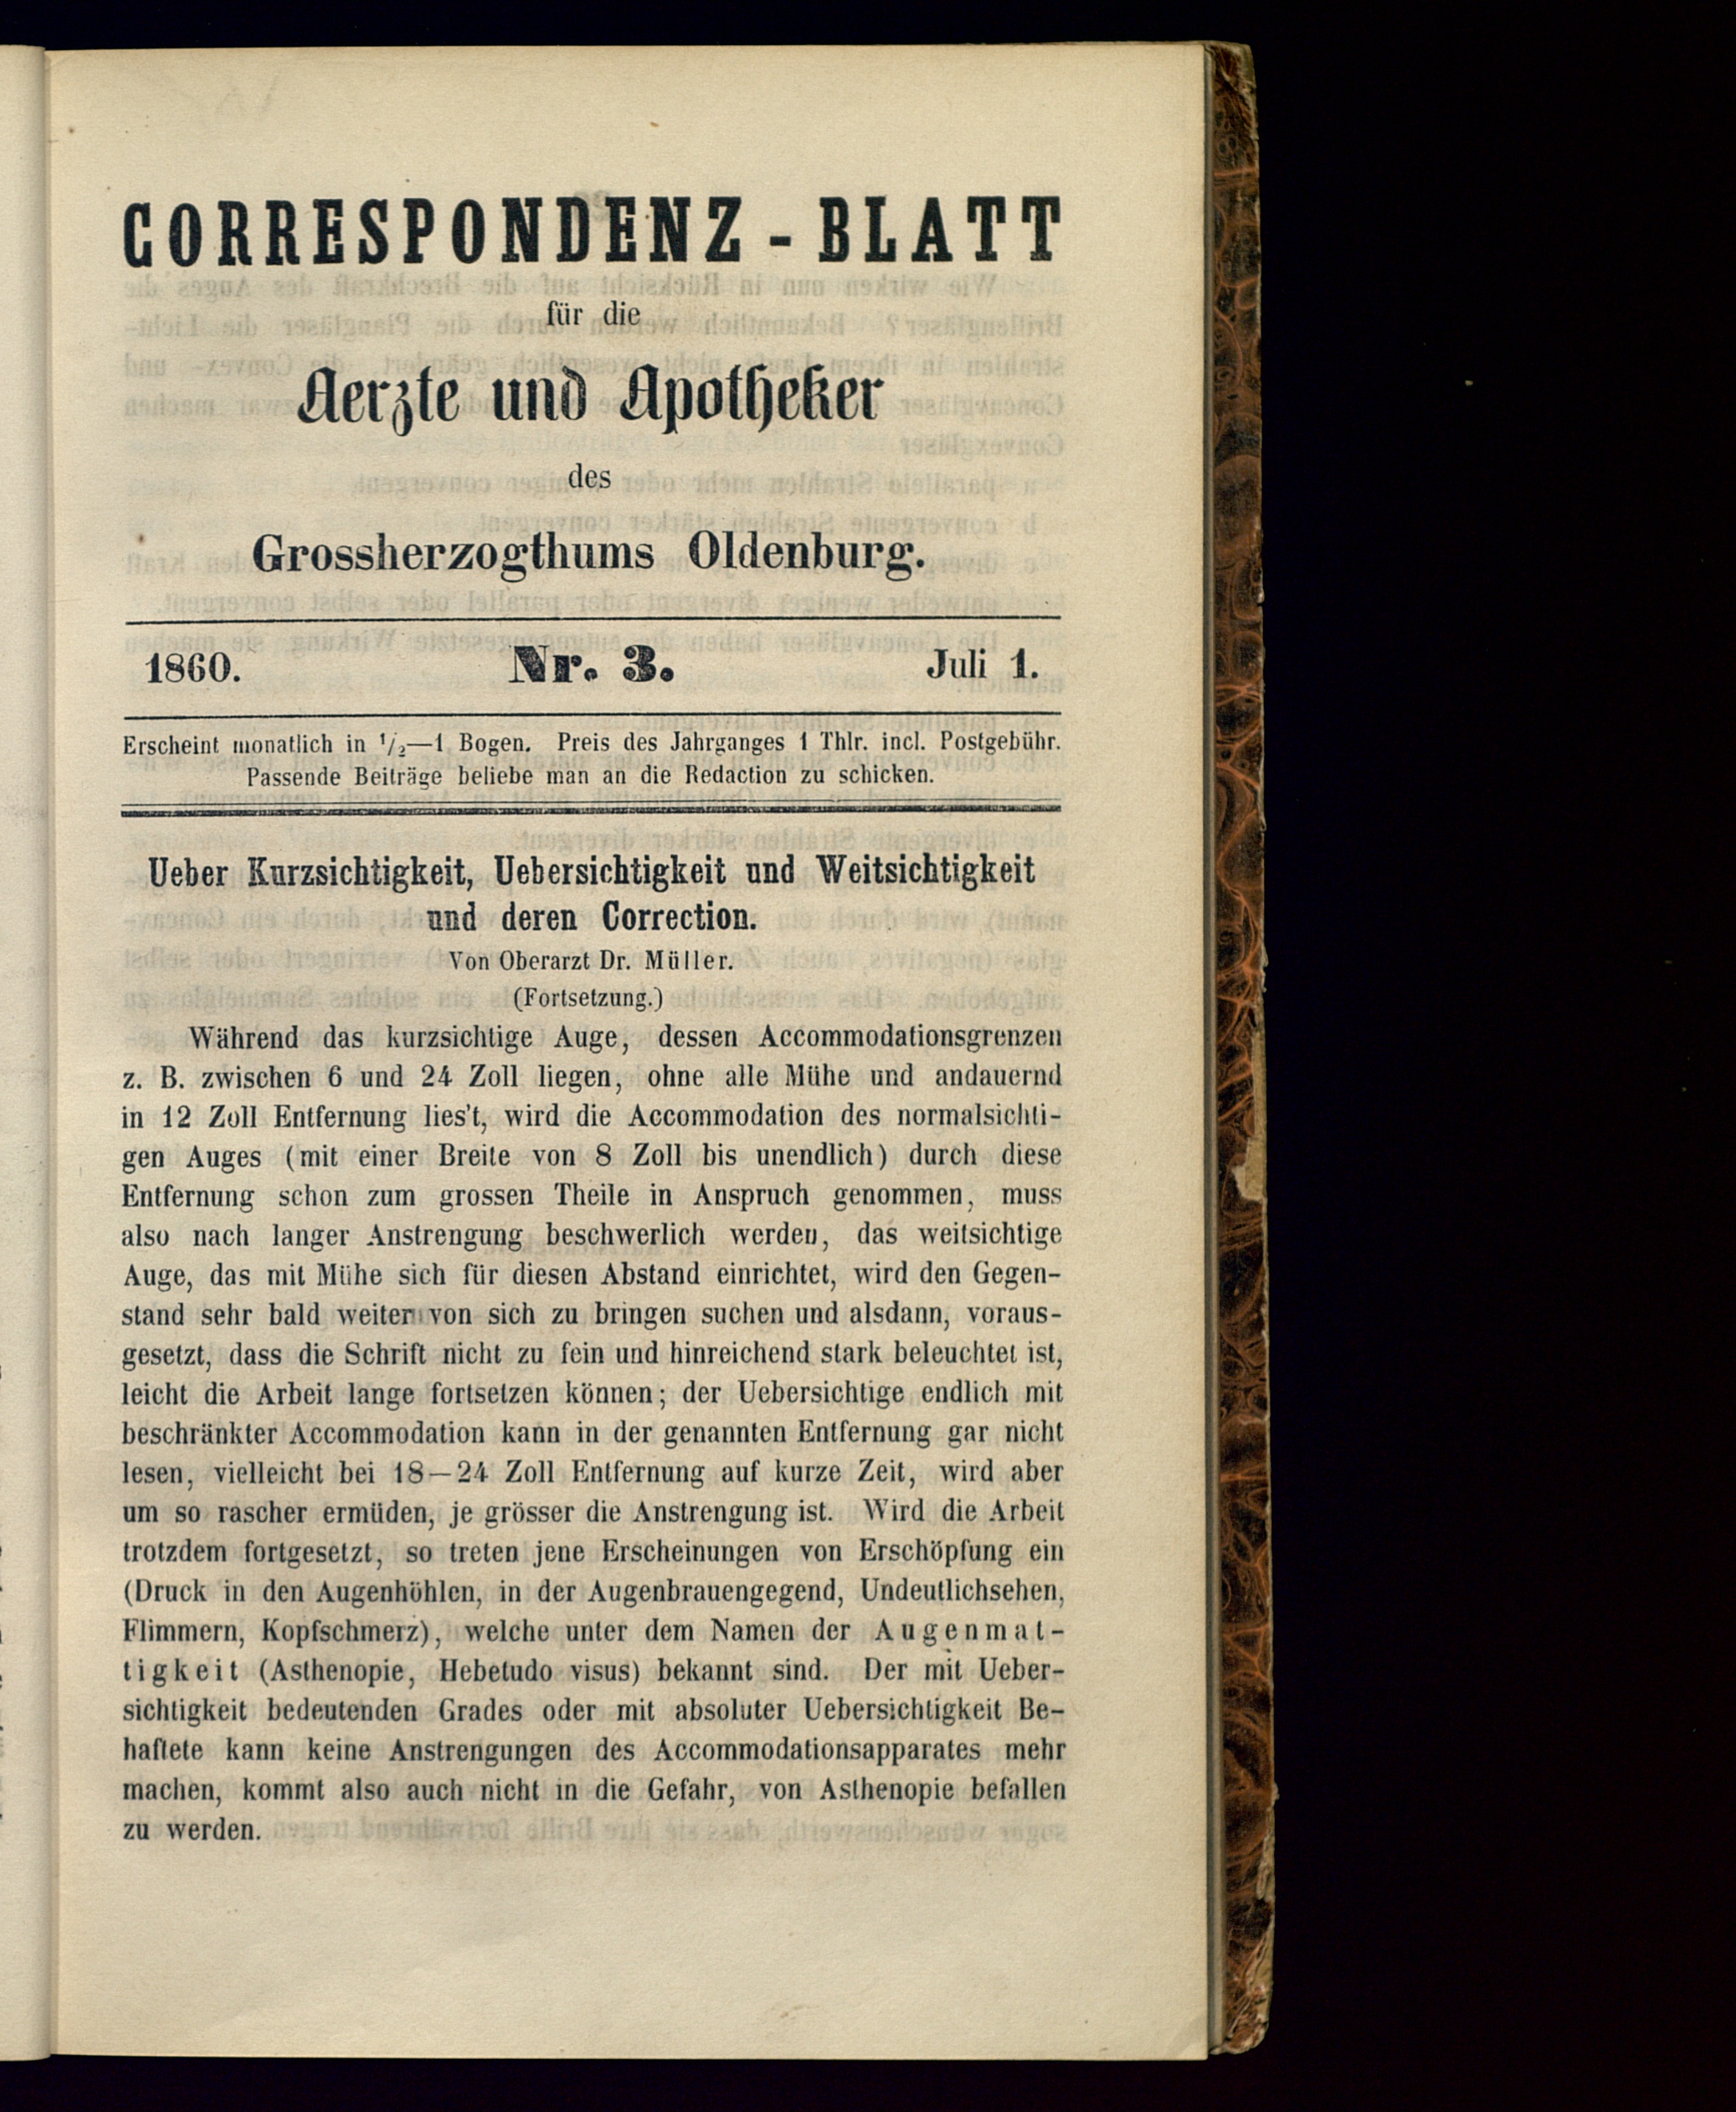 CORRESPONDENZ - BLATT
für die
Aerzte und Apotheker
des
Grossherzogthums Oldenburg.
1860. Nr. 3. Juli 1.
Erscheint monatlich in ¹/₂—1 Bogen. Preis des Jahrganges 1 Thlr. incl. Postgebühr.
Passende Beiträge beliebe man an die Redaction zu schicken.
Ueber Kurzsichtigkeit, Uebersichtigkeit und Weitsichtigkeit
und deren Correction.
Von Oberarzt Dr. Müller.
(Fortsetzung.)
Während das kurzsichtige Auge, dessen Accommodationsgrenzen
z. B. zwischen 6 und 24 Zoll liegen, ohne alle Mühe und andauernd
in 12 Zoll Entfernung lies't, wird die Accommodation des normalsichti-
gen Auges (mit einer Breite von 8 Zoll bis unendlich) durch diese
Entfernung schon zum grossen Theile in Anspruch genommen, muss
also nach langer Anstrengung beschwerlich werden, das weitsichtige
Auge, das mit Mühe sich für diesen Abstand einrichtet, wird den Gegen-
stand sehr bald weiter von sich zu bringen suchen und alsdann, voraus-
gesetzt, dass die Schrift nicht zu fein und hinreichend stark beleuchtet ist,
leicht die Arbeit lange fortsetzen können; der Uebersichtige endlich mit
beschränkter Accommodation kann in der genannten Entfernung gar nicht
lesen, vielleicht bei 18—24 Zoll Entfernung auf kurze Zeit, wird aber
um so rascher ermüden, je grösser die Anstrengung ist. Wird die Arbeit
trotzdem fortgesetzt, so treten jene Erscheinungen von Erschöpfung ein
(Druck in den Augenhöhlen, in der Augenbrauengegend, Undeutlichsehen,
Flimmern, Kopfschmerz), welche unter dem Namen der Augenmat-
tigkeit (Asthenopie, Hebetudo visus) bekannt sind. Der mit Ueber-
sichtigkeit bedeutenden Grades oder mit absoluter Uebersichtigkeit Be-
haftete kann keine Anstrengungen des Accommodationsapparates mehr
machen, kommt also auch nicht in die Gefahr, von Asthenopie befallen
zu werden.